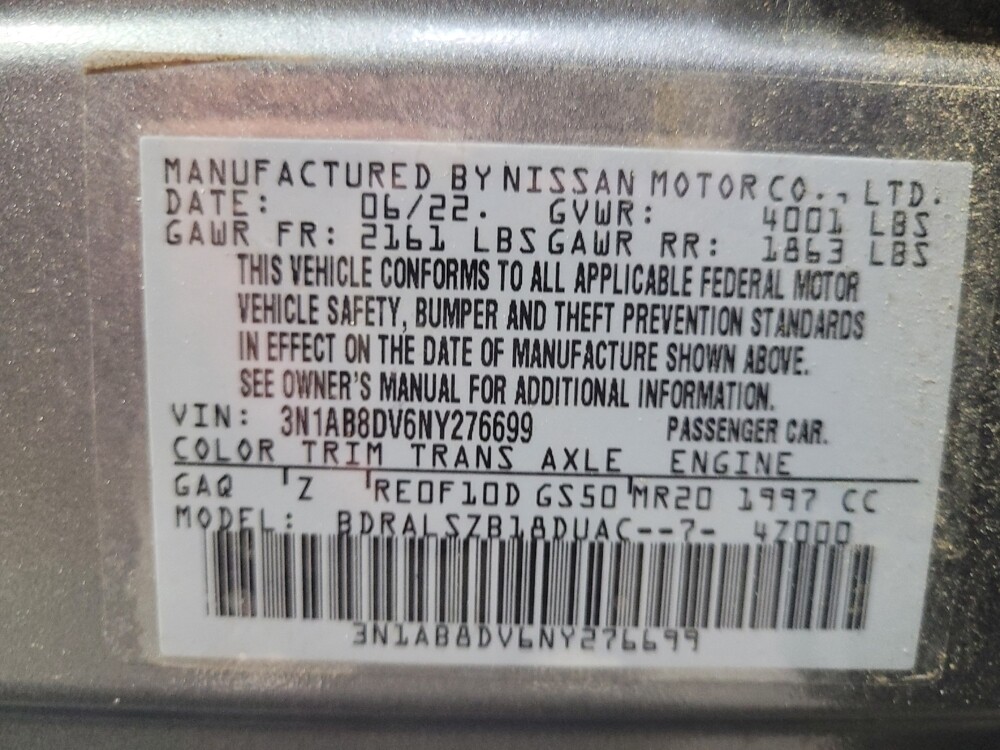 MANUFACTURED BY NISSAN MOTOR CO., LTD.
DATE: 06/22. GVWR: 4001 LBS
GAWR FR: 2161 LBS GAWR RR: 1863 LBS
THIS VEHICLE CONFORMS TO ALL APPLICABLE FEDERAL MOTOR
VEHICLE SAFETY, BUMPER AND THEFT PREVENTION STANDARDS
IN EFFECT ON THE DATE OF MANUFACTURE SHOWN ABOVE.
SEE OWNER'S MANUAL FOR ADDITIONAL INFORMATION.
VIN: 3N1AB8DV6NY276699 PASSENGER CAR.
COLOR TRIM TRANS AXLE ENGINE
GAQ Z RE0F10D GS50 MR20 1997 CC
MODEL: BDRALSZB18DUAC--7- 4Z000
3N1AB8DV6NY276699